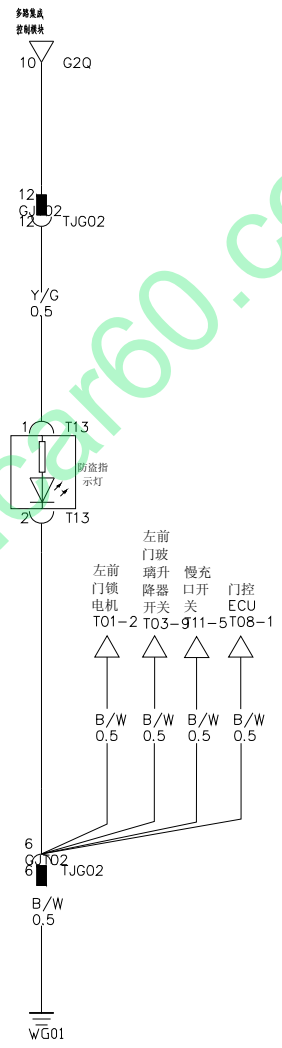 多路集成
控制模块
10 G2Q
12
GJ02
12 TJG02
Y/G
0.5
1 T13
防盗指
示灯
2 T13
左前
门锁
电机
T01-2
左前
门玻
璃升
降器
开关
T03-9
慢充
口开
关
T11-5
门控
ECU
T08-1
B/W
0.5
B/W
0.5
B/W
0.5
B/W
0.5
6
GJ02
6 TJG02
B/W
0.5
WG01
car60.c